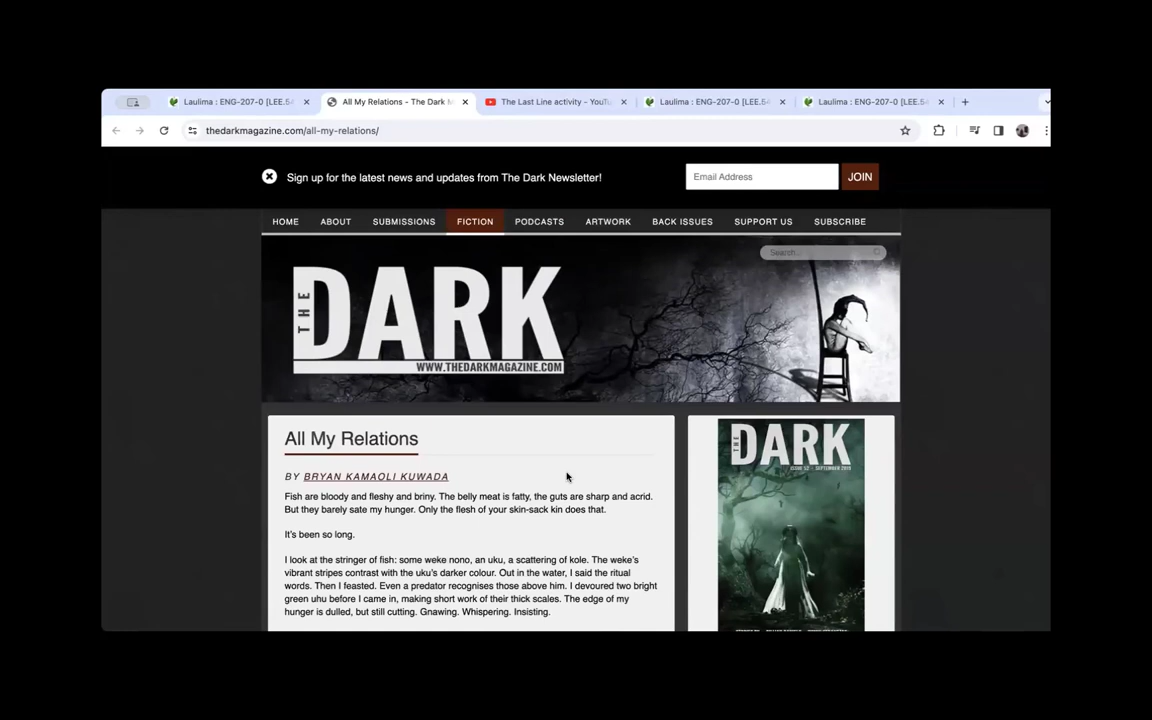 Laulima : ENG-207-0 [LEE.54
All My Relations - The Dark M
The Last Line activity - YouTu
Laulima : ENG-207-0 [LEE.54
Laulima : ENG-207-0 [LEE.54
thedarkmagazine.com/all-my-relations/
Sign up for the latest news and updates from The Dark Newsletter!
Email Address
JOIN
HOME ABOUT SUBMISSIONS FICTION PODCASTS ARTWORK BACK ISSUES SUPPORT US SUBSCRIBE
Search...
THE DARK
WWW.THEDARKMAGAZINE.COM
All My Relations
BY BRYAN KAMAOLI KUWADA
Fish are bloody and fleshy and briny. The belly meat is fatty, the guts are sharp and acrid.
But they barely sate my hunger. Only the flesh of your skin-sack kin does that.
It's been so long.
I look at the stringer of fish: some weke nono, an uku, a scattering of kole. The weke's
vibrant stripes contrast with the uku's darker colour. Out in the water, I said the ritual
words. Then I feasted. Even a predator recognises those above him. I devoured two bright
green uhu before I came in, making short work of their thick scales. The edge of my
hunger is dulled, but still cutting. Gnawing. Whispering. Insisting.
THE DARK